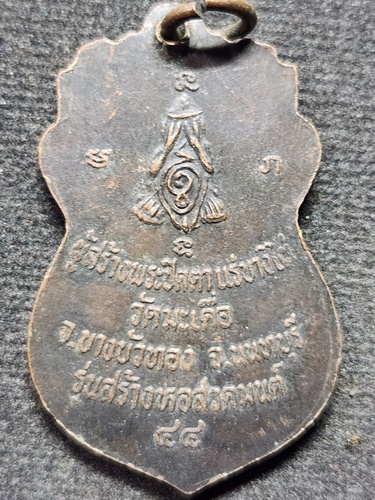 ผู้สร้างพระปิดตา แร่บางไผ่
วัดมะเดื่อ
อ.บางบัวทอง จ.นนทบุรี
รุ่นสร้างหอสวดมนต์
๔๔